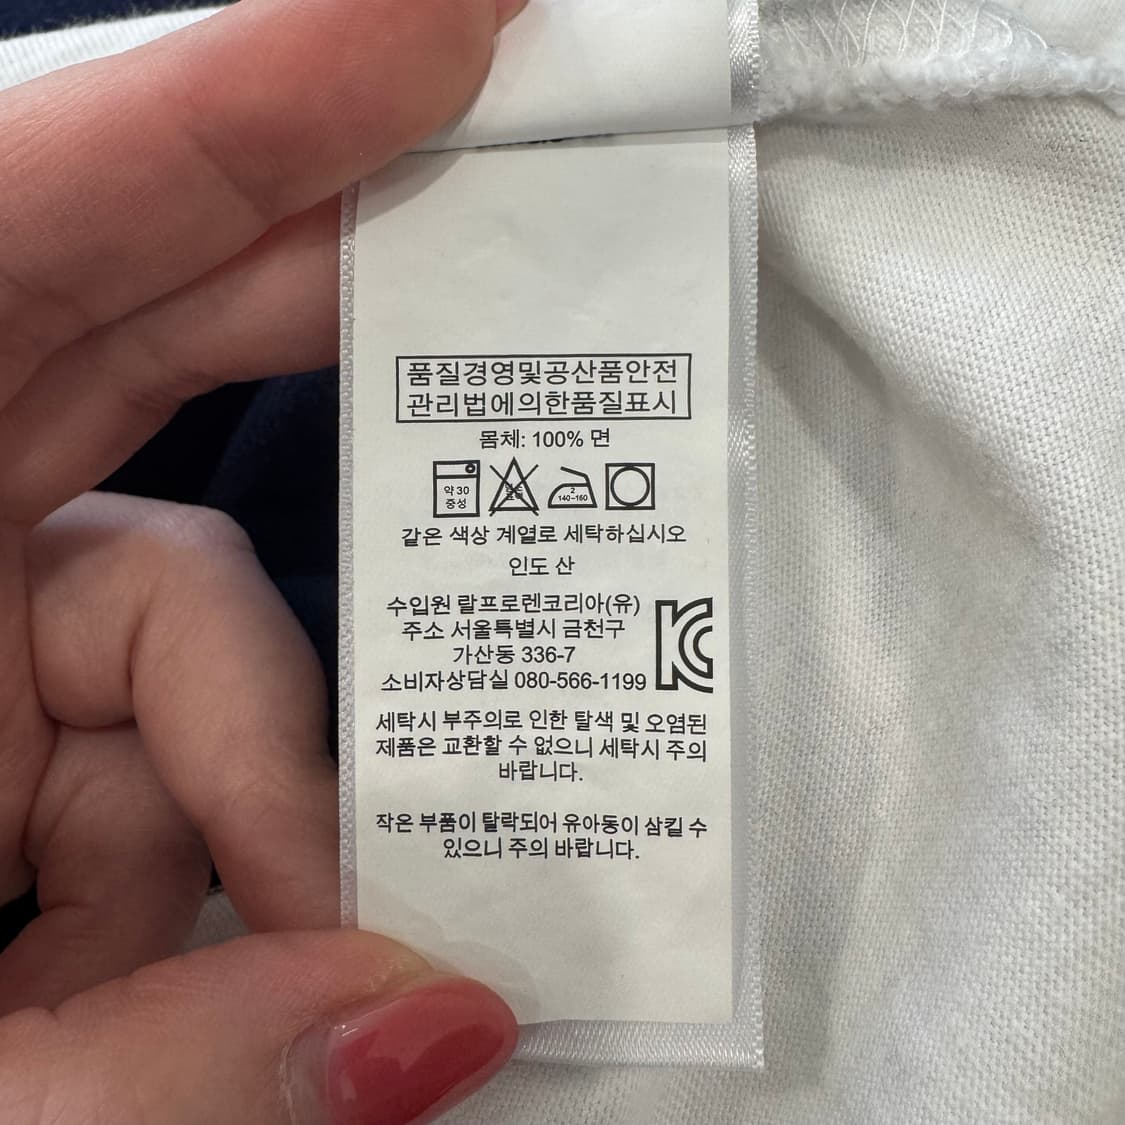 품질경영및공산품안전
관리법에의한품질표시
몸체: 100% 면
약 30
중성
2
140~160
같은 색상 계열로 세탁하십시오
인도 산
수입원 랄프로렌코리아(유)
주소 서울특별시 금천구
가산동 336-7
소비자상담실 080-566-1199
세탁시 부주의로 인한 탈색 및 오염된
제품은 교환할 수 없으니 세탁시 주의
바랍니다.
작은 부품이 탈락되어 유아동이 삼킬 수
있으니 주의 바랍니다.